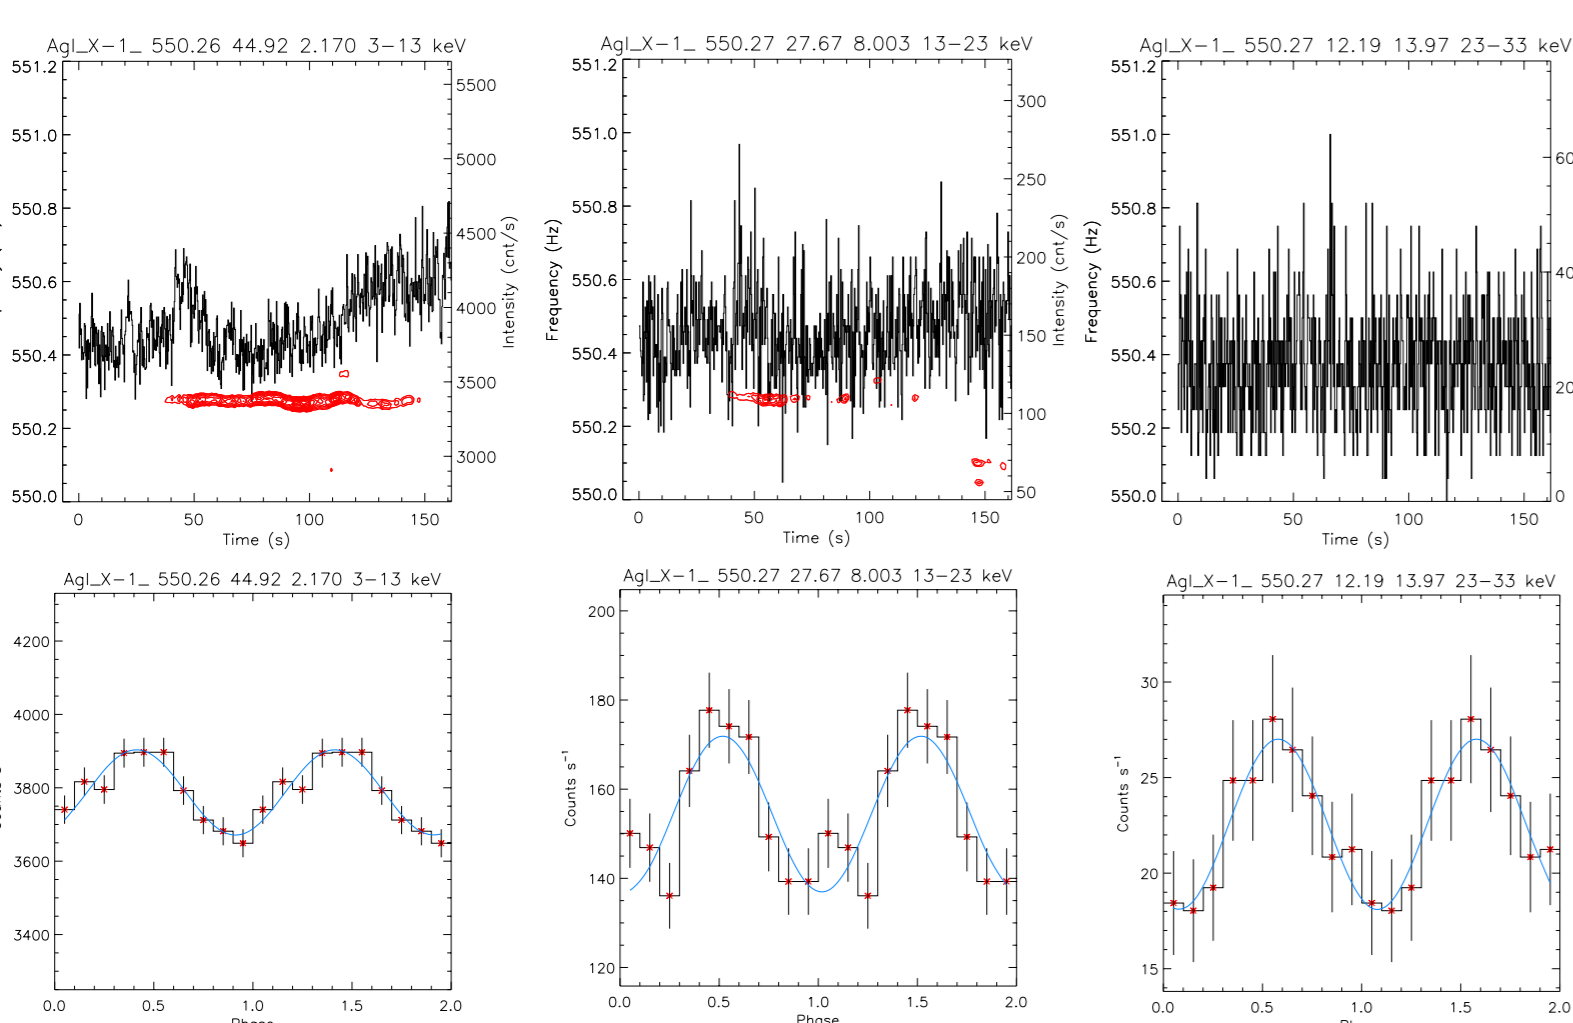 Agl_X-1_ 550.26 44.92 2.170 3-13 keV
551.2
551.0
550.8
550.6
550.4
550.2
550.0
5500
5000
4500
4000
3500
3000
Intensity (cnt/s)
0 50 100 150
Time (s)
Agl_X-1_ 550.27 27.67 8.003 13-23 keV
Frequency (Hz)
551.2
551.0
550.8
550.6
550.4
550.2
550.0
300
250
200
150
100
50
Intensity (cnt/s)
0 50 100 150
Time (s)
Agl_X-1_ 550.27 12.19 13.97 23-33 keV
Frequency (Hz)
551.2
551.0
550.8
550.6
550.4
550.2
550.0
60
40
20
0
0 50 100 150
Time (s)
Agl_X-1_ 550.26 44.92 2.170 3-13 keV
4200
4000
3800
3600
3400
0.0 0.5 1.0 1.5 2.0
Phase
Agl_X-1_ 550.27 27.67 8.003 13-23 keV
Counts s⁻¹
200
180
160
140
120
0.0 0.5 1.0 1.5 2.0
Phase
Agl_X-1_ 550.27 12.19 13.97 23-33 keV
Counts s⁻¹
30
25
20
15
0.0 0.5 1.0 1.5 2.0